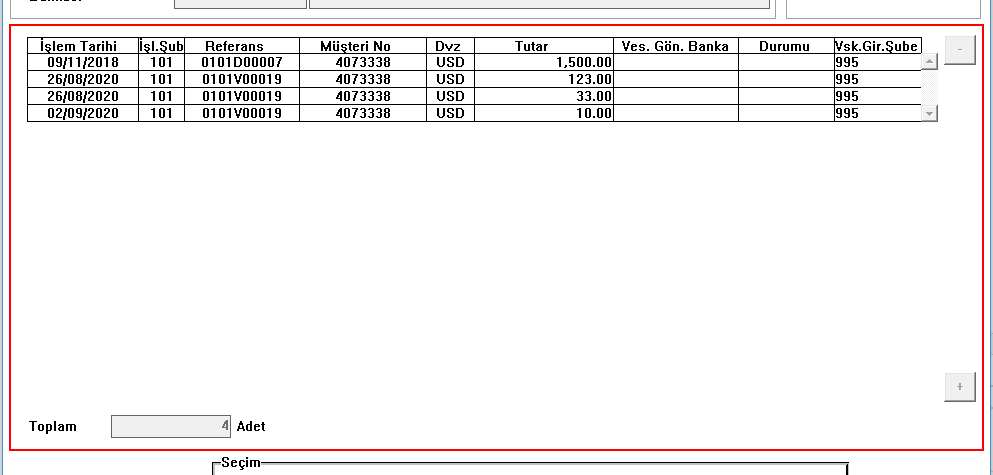 İşlem Tarihi İşl.Şub Referans Müşteri No Dvz Tutar Ves. Gön. Banka Durumu Vsk.Gir.Şube -
09/11/2018 101 0101D00007 4073338 USD 1,500.00 995
26/08/2020 101 0101V00019 4073338 USD 123.00 995
26/08/2020 101 0101V00019 4073338 USD 33.00 995
02/09/2020 101 0101V00019 4073338 USD 10.00 995
+
Toplam 4 Adet
Seçim